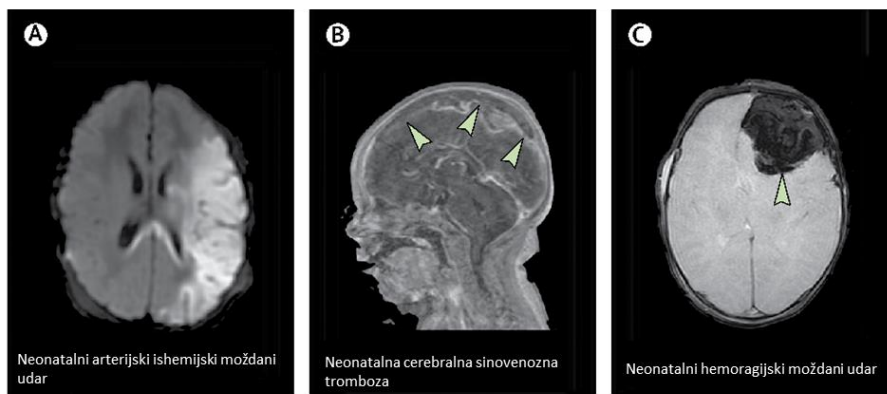 A
B
C
Neonatalni arterijski ishemijski moždani
udar
Neonatalna cerebralna sinovenozna
tromboza
Neonatalni hemoragijski moždani udar